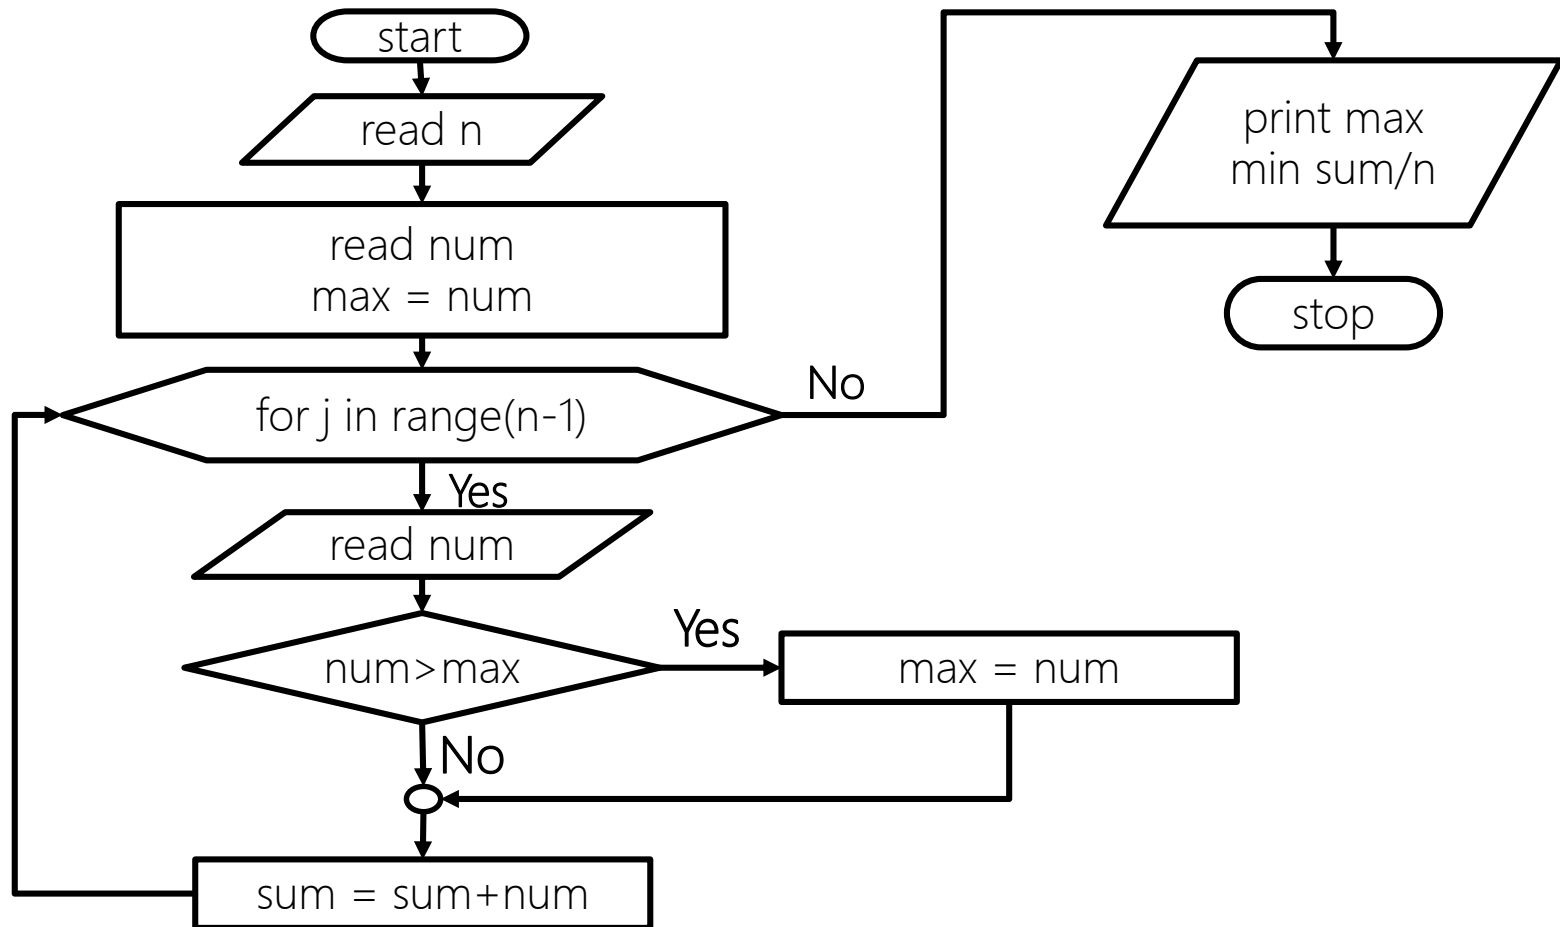 start
read n
read num
max = num
for j in range(n-1)
No
Yes
read num
num>max
Yes
max = num
No
sum = sum+num
print max
min sum/n
stop